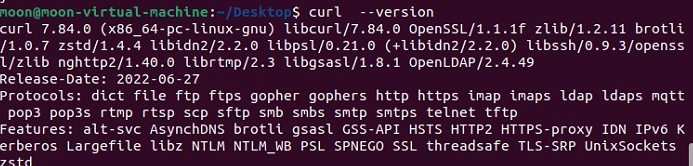 moon@moon-virtual-machine:~/Desktop$ curl  --version
curl 7.84.0 (x86_64-pc-linux-gnu) libcurl/7.84.0 OpenSSL/1.1.1f zlib/1.2.11 brotli
/1.0.7 zstd/1.4.4 libidn2/2.2.0 libpsl/0.21.0 (+libidn2/2.2.0) libssh/0.9.3/openss
l/zlib nghttp2/1.40.0 librtmp/2.3 libgsasl/1.8.1 OpenLDAP/2.4.49
Release-Date: 2022-06-27
Protocols: dict file ftp ftps gopher gophers http https imap imaps ldap ldaps mqtt
 pop3 pop3s rtmp rtsp scp sftp smb smbs smtp smtps telnet tftp
Features: alt-svc AsynchDNS brotli gsasl GSS-API HSTS HTTP2 HTTPS-proxy IDN IPv6 K
erberos Largefile libz NTLM NTLM_WB PSL SPNEGO SSL threadsafe TLS-SRP UnixSockets
zstd